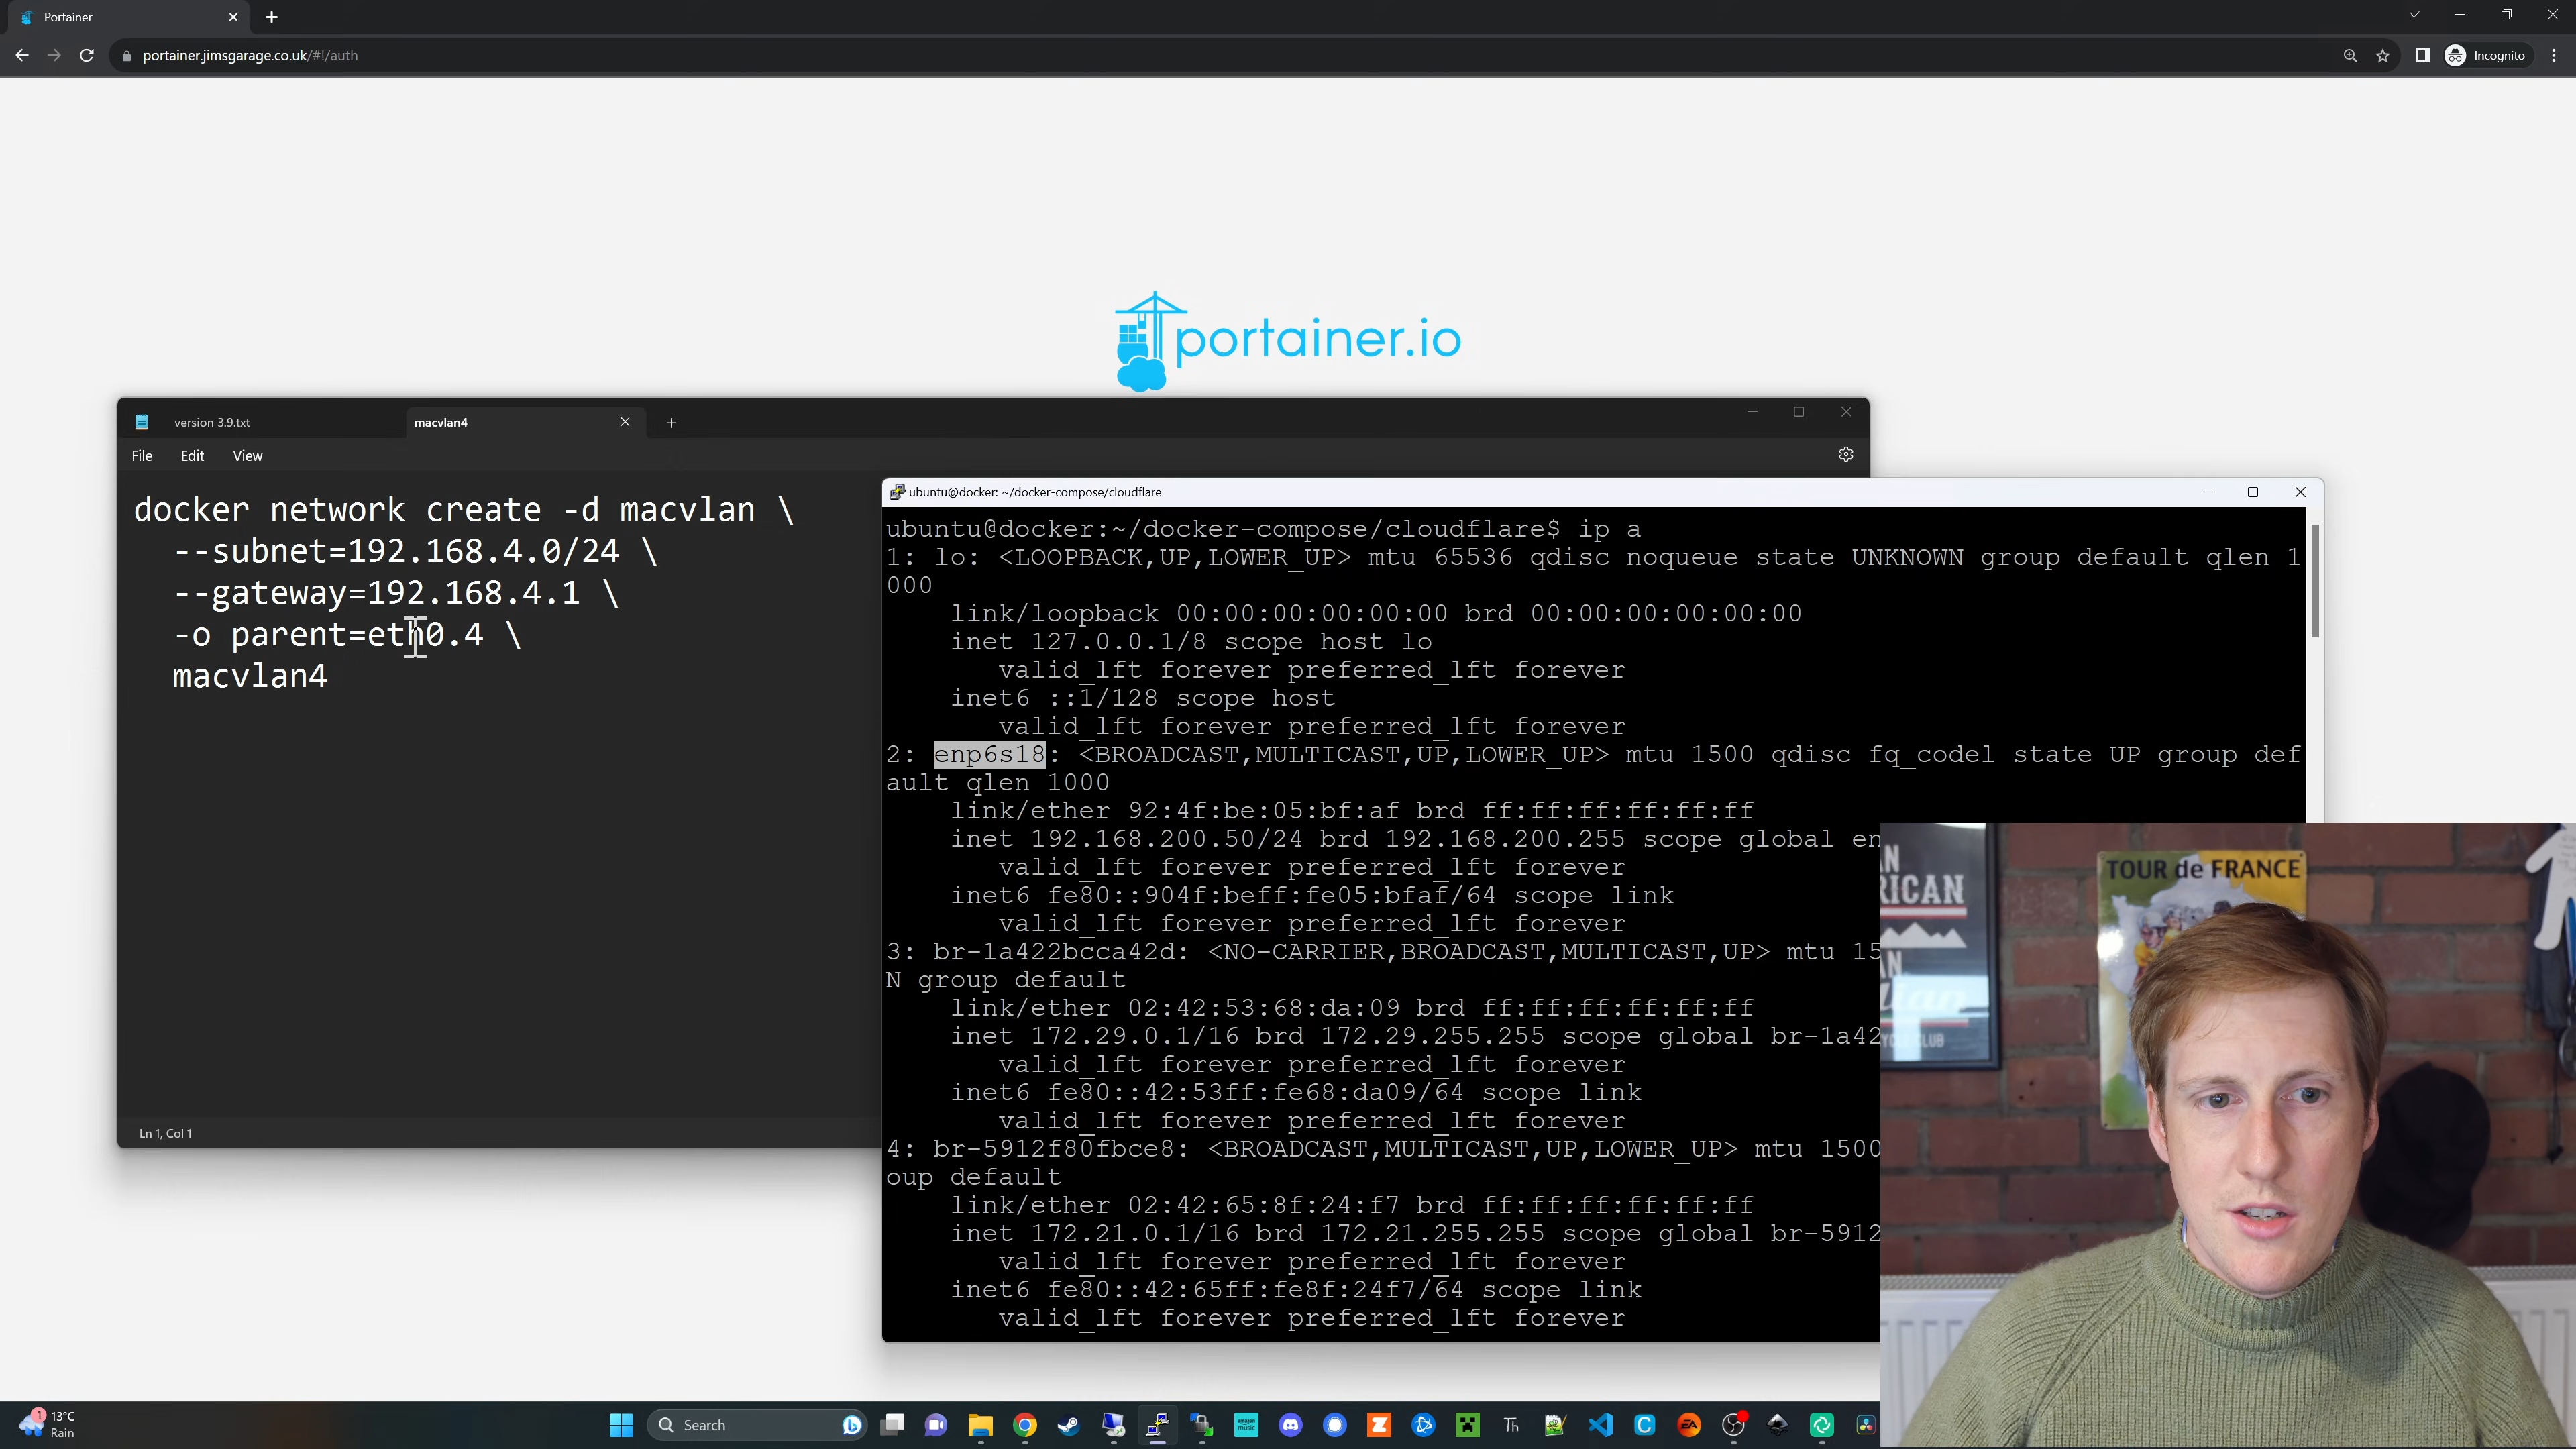 Portainer
portainer.jimsgarage.co.uk/#!/auth
Incognito
portainer.io
version 3.9.txt
macvlan4
File Edit View
docker network create -d macvlan \
--subnet=192.168.4.0/24 \
--gateway=192.168.4.1 \
-o parent=eth0.4 \
macvlan4
Ln 1, Col 1
ubuntu@docker: ~/docker-compose/cloudflare
ubuntu@docker:~/docker-compose/cloudflare$ ip a
1: lo: <LOOPBACK,UP,LOWER_UP> mtu 65536 qdisc noqueue state UNKNOWN group default qlen 1
000
link/loopback 00:00:00:00:00:00 brd 00:00:00:00:00:00
inet 127.0.0.1/8 scope host lo
valid_lft forever preferred_lft forever
inet6 ::1/128 scope host
valid_lft forever preferred_lft forever
2: enp6s18: <BROADCAST,MULTICAST,UP,LOWER_UP> mtu 1500 qdisc fq_codel state UP group def
ault qlen 1000
link/ether 92:4f:be:05:bf:af brd ff:ff:ff:ff:ff:ff
inet 192.168.200.50/24 brd 192.168.200.255 scope global en
valid_lft forever preferred_lft forever
inet6 fe80::904f:beff:fe05:bfaf/64 scope link
valid_lft forever preferred_lft forever
3: br-1a422bcca42d: <NO-CARRIER,BROADCAST,MULTICAST,UP> mtu 15
N group default
link/ether 02:42:53:68:da:09 brd ff:ff:ff:ff:ff:ff
inet 172.29.0.1/16 brd 172.29.255.255 scope global br-1a42
valid_lft forever preferred_lft forever
inet6 fe80::42:53ff:fe68:da09/64 scope link
valid_lft forever preferred_lft forever
4: br-5912f80fbce8: <BROADCAST,MULTICAST,UP,LOWER_UP> mtu 1500
oup default
link/ether 02:42:65:8f:24:f7 brd ff:ff:ff:ff:ff:ff
inet 172.21.0.1/16 brd 172.21.255.255 scope global br-5912
valid_lft forever preferred_lft forever
inet6 fe80::42:65ff:fe8f:24f7/64 scope link
valid_lft forever preferred_lft forever
TOUR de FRANCE
1
13°C
Rain
Search